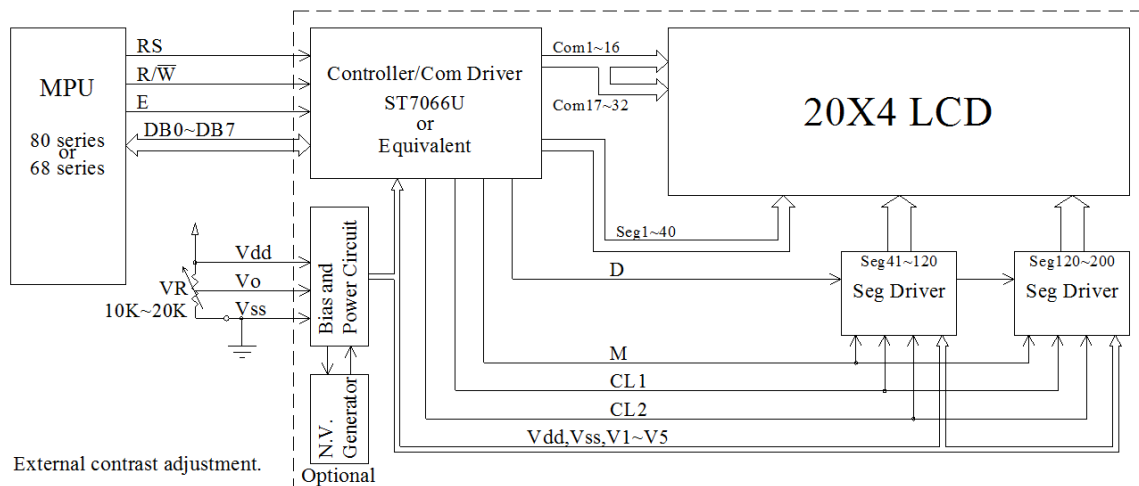 MPU
80 series
or
68 series
RS
R/W̅
E
DB0~DB7
Controller/Com Driver
ST7066U
or
Equivalent
Com1~16
Com17~32
20X4 LCD
Seg1~40
Vdd
Vo
Vss
VR
10K~20K
Bias and
Power Circuit
N.V.
Generator
Optional
D
Seg41~120
Seg Driver
Seg120~200
Seg Driver
M
CL1
CL2
Vdd,Vss,V1~V5
External contrast adjustment.